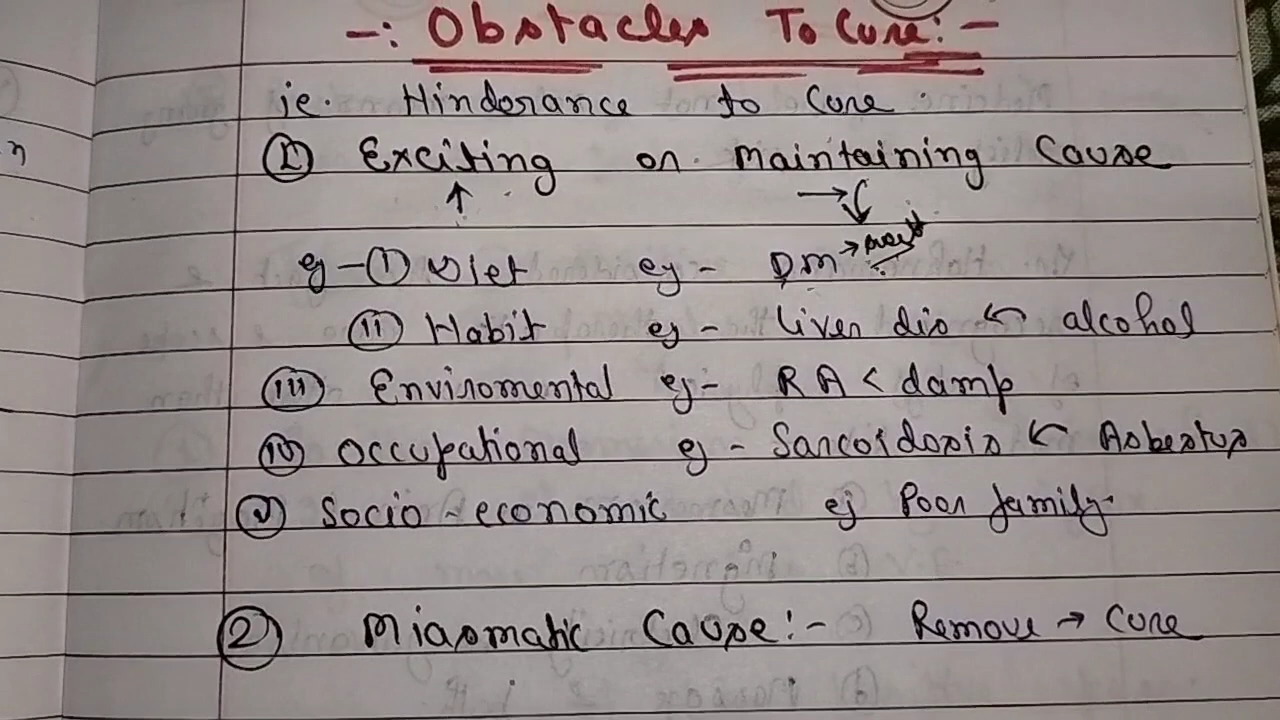 -: Obstacles To Cure:-
ie. Hinderance to Cure.
① Exciting or Maintaining Cause
eg - (i) Diet eg - DM →
(ii) Habit eg - liver dis ← alcohol
(iii) Enviromental eg - RA < damp
(iv) Occupational eg - Sarcoidosis ← Asbestus
(v) Socio-economic eg Poor family.
② Miasmatic Cause:- Remove → Cure